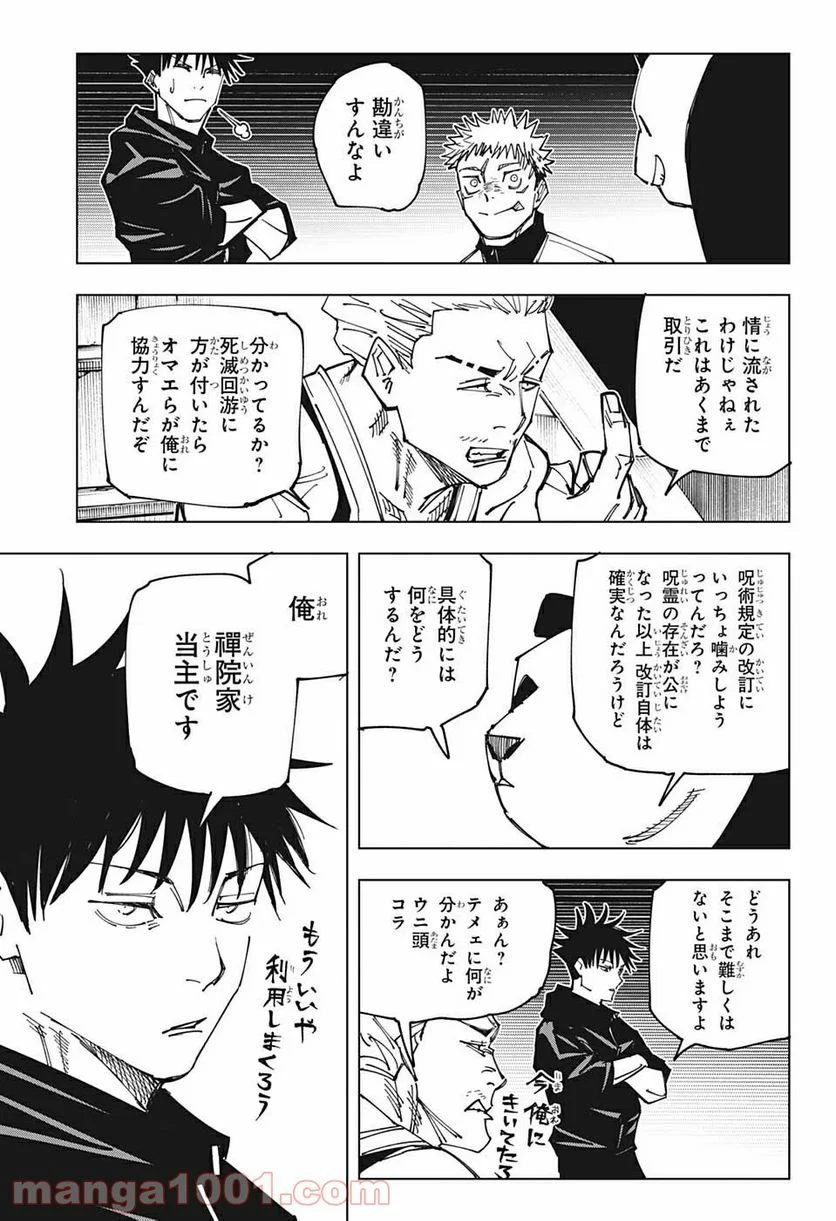 勘違い
すんなよ
情に流された
わけじゃねぇ
これはあくまで
取引だ
分かってるか？
死滅回游に
方が付いたら
オマエらが俺に
協力すんだぞ
呪術規定の改訂に
いっちょ噛みしよう
ってんだろ？
呪霊の存在が公に
なった以上改訂自体は
確実なんだろうけど
具体的には
何をどう
するんだ？
どうあれ
そこまで難しくは
ないと思いますよ
今俺に
きいてたろ
あぁん？
テメェに何が
分かんだよ
ウニ頭
コラ
俺
禪院家
当主です
もういいや
利用しまくろう
manga1001.com